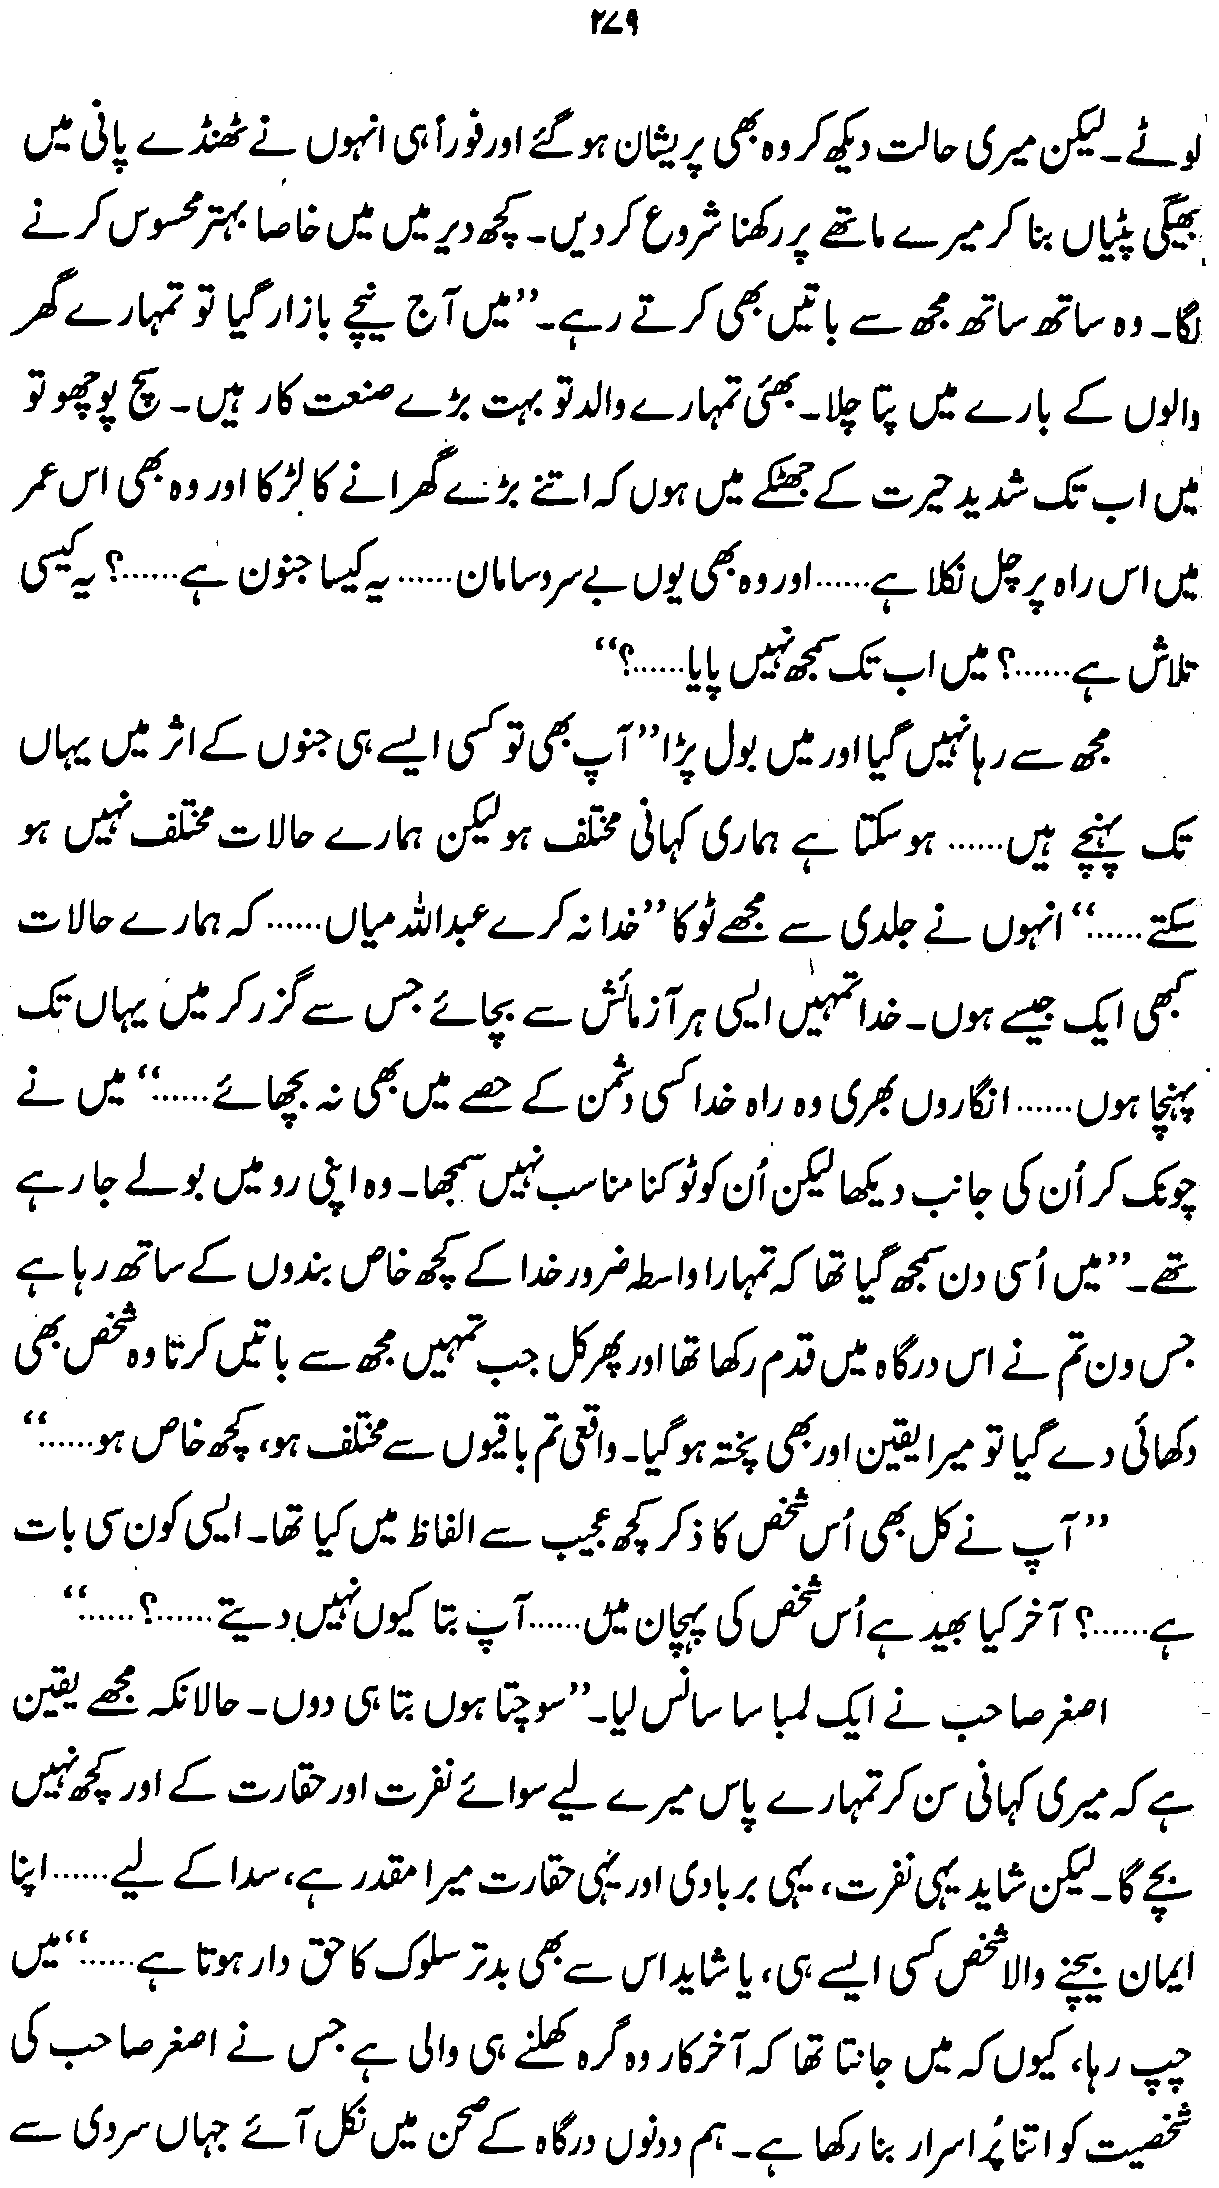 ۲۷۹
لوٹے۔ لیکن میری حالت دیکھ کر وہ بھی پریشان ہو گئے اور فوراً ہی انہوں نے ٹھنڈے پانی میں
بھیگی پٹیاں بنا کر میرے ماتھے پر رکھنا شروع کر دیں۔ کچھ دیر میں میں خاصا بہتر محسوس کرنے
لگا۔ وہ ساتھ ساتھ مجھ سے باتیں بھی کرتے رہے۔ ”میں آج نیچے بازار گیا تو تمہارے گھر
والوں کے بارے میں پتا چلا۔ بھئی تمہارے والد تو بہت بڑے صنعت کار ہیں۔ سچ پوچھو تو
میں اب تک شدید حیرت کے جھٹکے میں ہوں کہ اتنے بڑے گھرانے کا لڑکا اور وہ بھی اس عمر
میں اس راہ پر چل نکلا ہے...... اور وہ بھی یوں بے سروسامان...... یہ کیسا جنون ہے......؟ یہ کیسی
تلاش ہے......؟ میں اب تک سمجھ نہیں پایا......؟“
مجھ سے رہا نہیں گیا اور میں بول پڑا ”آپ بھی تو کسی ایسے ہی جنوں کے اثر میں یہاں
تک پہنچے ہیں...... ہو سکتا ہے ہماری کہانی مختلف ہو لیکن ہمارے حالات مختلف نہیں ہو
سکتے......“ انہوں نے جلدی سے مجھے ٹوکا ”خدا نہ کرے عبداللہ میاں...... کہ ہمارے حالات
کبھی ایک جیسے ہوں۔ خدا تمہیں ایسی ہر آزمائش سے بچائے جس سے گزر کر میں یہاں تک
پہنچا ہوں...... انگاروں بھری وہ راہ خدا کسی دشمن کے حصے میں بھی نہ بچھائے......“ میں نے
چونک کر اُن کی جانب دیکھا لیکن اُن کو ٹوکنا مناسب نہیں سمجھا۔ وہ اپنی رو میں بولے جا رہے
تھے۔ ”میں اُسی دن سمجھ گیا تھا کہ تمہارا واسطہ ضرور خدا کے کچھ خاص بندوں کے ساتھ رہا ہے
جس دن تم نے اس درگاہ میں قدم رکھا تھا اور پھر کل جب تمہیں مجھ سے باتیں کرتا وہ شخص بھی
دکھائی دے گیا تو میرا یقین اور بھی پختہ ہو گیا۔ واقعی تم باقیوں سے مختلف ہو، کچھ خاص ہو......“
”آپ نے کل بھی اُس شخص کا ذکر کچھ عجیب سے الفاظ میں کیا تھا۔ ایسی کون سی بات
ہے......؟ آخر کیا بھید ہے اُس شخص کی پہچان میں...... آپ بتا کیوں نہیں دیتے......؟......“
اصغر صاحب نے ایک لمبا سا سانس لیا۔ ”سوچتا ہوں بتا ہی دوں۔ حالانکہ مجھے یقین
ہے کہ میری کہانی سن کر تمہارے پاس میرے لیے سوائے نفرت اور حقارت کے اور کچھ نہیں
بچے گا۔ لیکن شاید یہی نفرت، یہی بربادی اور یہی حقارت میرا مقدر ہے، سدا کے لیے...... اپنا
ایمان بیچنے والا شخص کسی ایسے ہی، یا شاید اس سے بھی بدتر سلوک کا حق دار ہوتا ہے......“ میں
چپ رہا، کیوں کہ میں جانتا تھا کہ آخرکار وہ گرہ کھلنے ہی والی ہے جس نے اصغر صاحب کی
شخصیت کو اتنا پُراسرار بنا رکھا ہے۔ ہم دونوں درگاہ کے صحن میں نکل آئے جہاں سردی سے